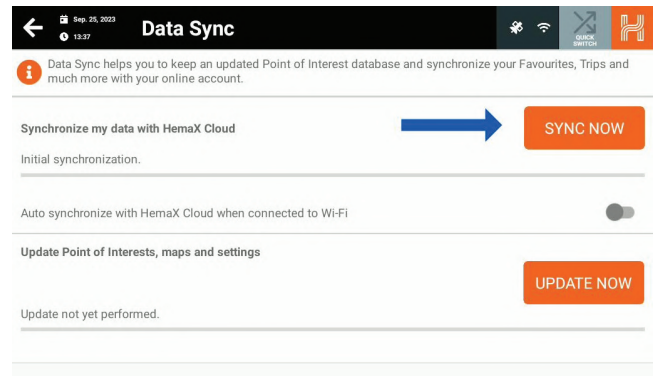 Sep. 25, 2023
13:37
Data Sync
QUICK
SWITCH
Data Sync helps you to keep an updated Point of Interest database and synchronize your Favourites, Trips and
much more with your online account.
Synchronize my data with HemaX Cloud
SYNC NOW
Initial synchronization.
Auto synchronize with HemaX Cloud when connected to Wi-Fi
Update Point of Interests, maps and settings
UPDATE NOW
Update not yet performed.